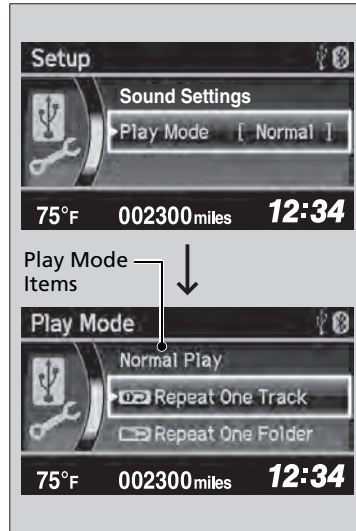 Setup
Sound Settings
Play Mode [ Normal ]
75°F 002300 miles 12:34
Play Mode
Items
Play Mode
Normal Play
Repeat One Track
Repeat One Folder
75°F 002300 miles 12:34